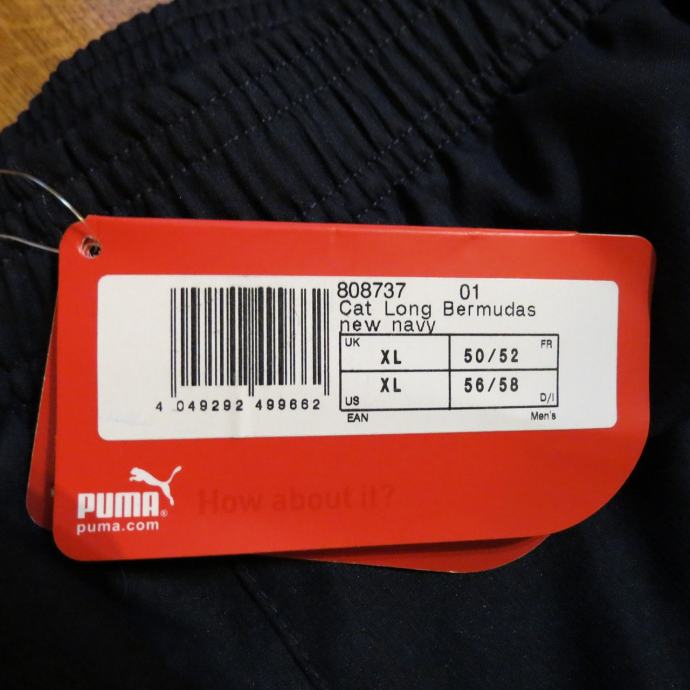 808737 01
Cat Long Bermudas
new navy
UK XL 50/52 FR
US XL 56/58 D/I
EAN Men's
4 049292 499662
PUMA®
puma.com
How about it?